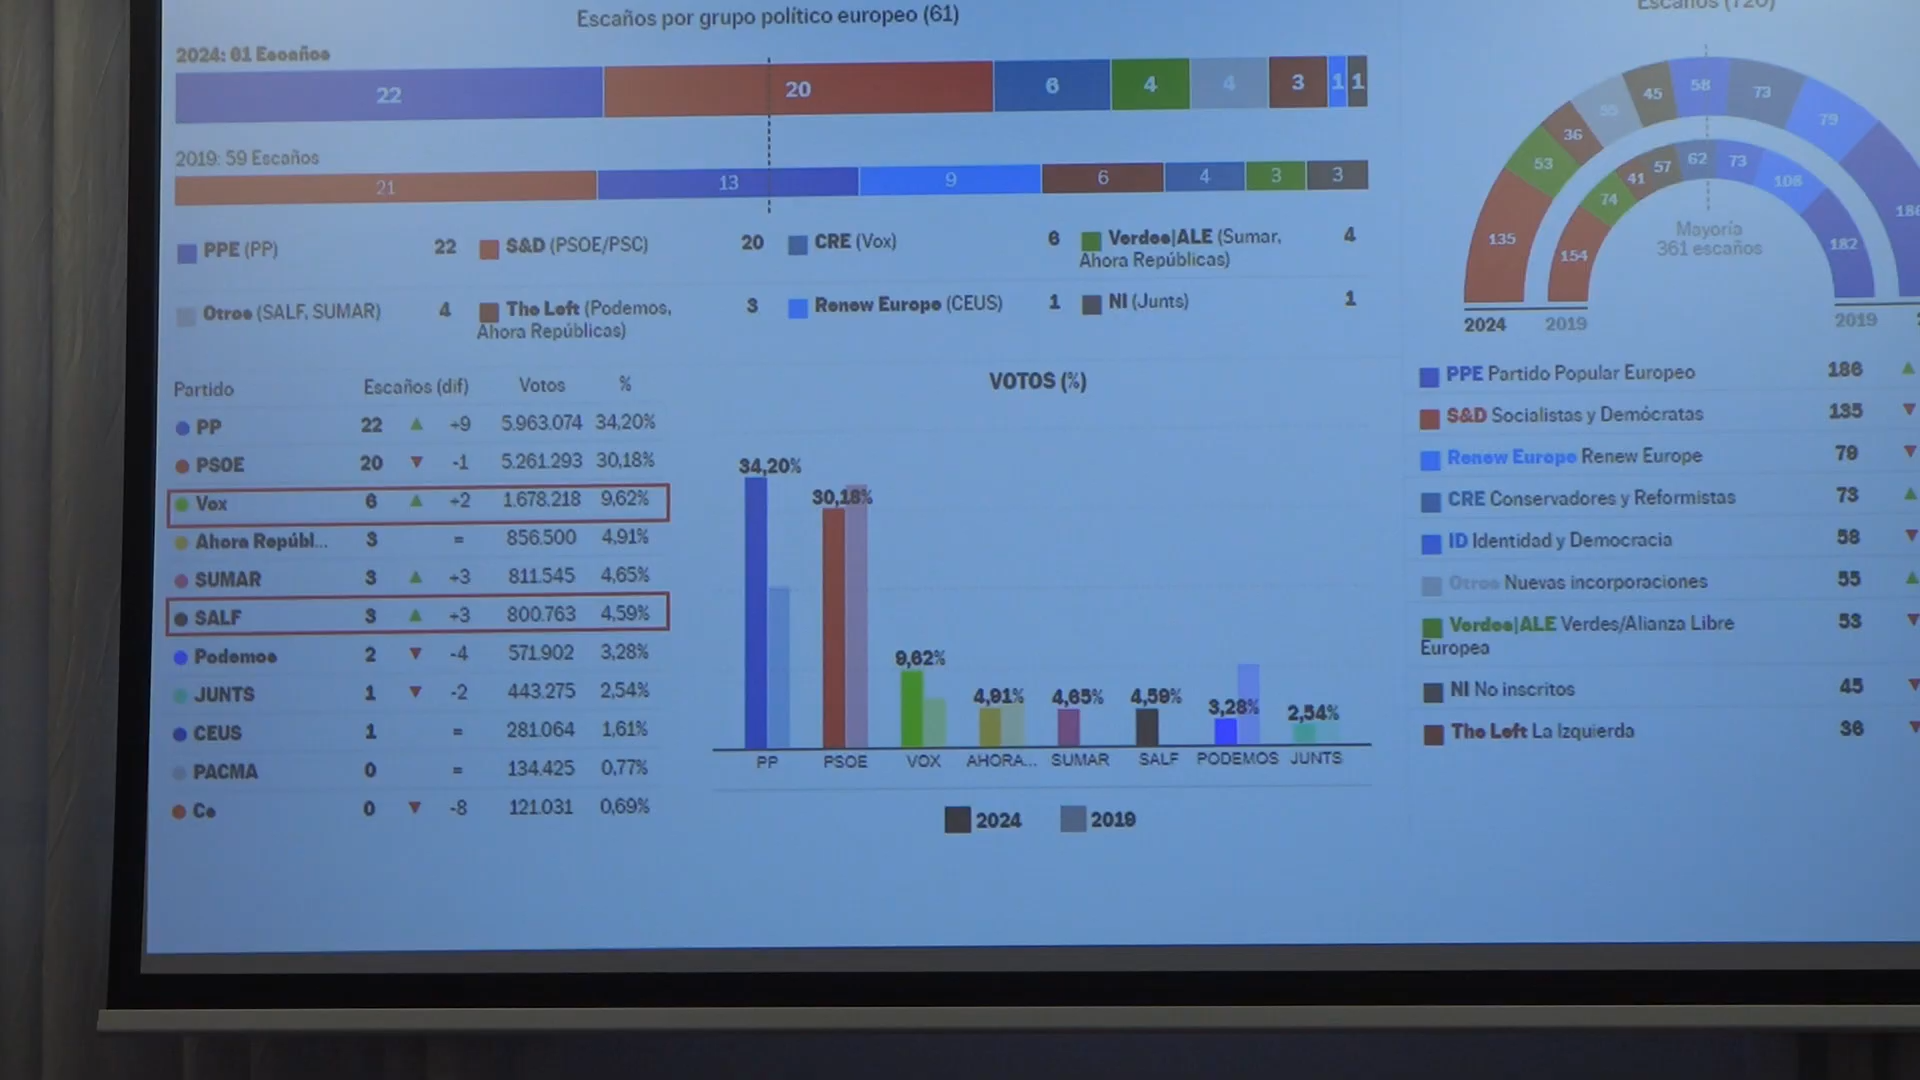 Escaños por grupo político europeo (61)
2024: 61 Escaños
22 20 6 4 4 3 1 1
2019: 59 Escaños
21 13 9 6 4 3 3
PPE (PP) 22
S&D (PSOE/PSC) 20
CRE (Vox) 6
Verdes|ALE (Sumar, Ahora Repúblicas) 4
Otros (SALF, SUMAR) 4
The Left (Podemos, Ahora Repúblicas) 3
Renew Europe (CEUS) 1
NI (Junts) 1
Partido Escaños (dif) Votos %
PP 22 ▲ +9 5.963.074 34,20%
PSOE 20 ▼ -1 5.261.293 30,18%
Vox 6 ▲ +2 1.678.218 9,62%
Ahora Repúbl... 3 = 856.500 4,91%
SUMAR 3 ▲ +3 811.545 4,65%
SALF 3 ▲ +3 800.763 4,59%
Podemos 2 ▼ -4 571.902 3,28%
JUNTS 1 ▼ -2 443.275 2,54%
CEUS 1 = 281.064 1,61%
PACMA 0 = 134.425 0,77%
Cs 0 ▼ -8 121.031 0,69%
VOTOS (%)
34,20%
30,18%
9,62%
4,91%
4,65%
4,59%
3,28%
2,54%
PP PSOE VOX AHORA... SUMAR SALF PODEMOS JUNTS
2024 2019
Escaños (720)
135 53 36 55 45 58 73 79 186
154 74 41 57 62 73 108 182
Mayoría
361 escaños
2024 2019 2019
PPE Partido Popular Europeo 186 ▲
S&D Socialistas y Demócratas 135 ▼
Renew Europe Renew Europe 79 ▼
CRE Conservadores y Reformistas 73 ▲
ID Identidad y Democracia 58 ▼
Otros Nuevas incorporaciones 55 ▲
Verdes|ALE Verdes/Alianza Libre 53 ▼
Europea
NI No inscritos 45 ▼
The Left La Izquierda 36 ▼